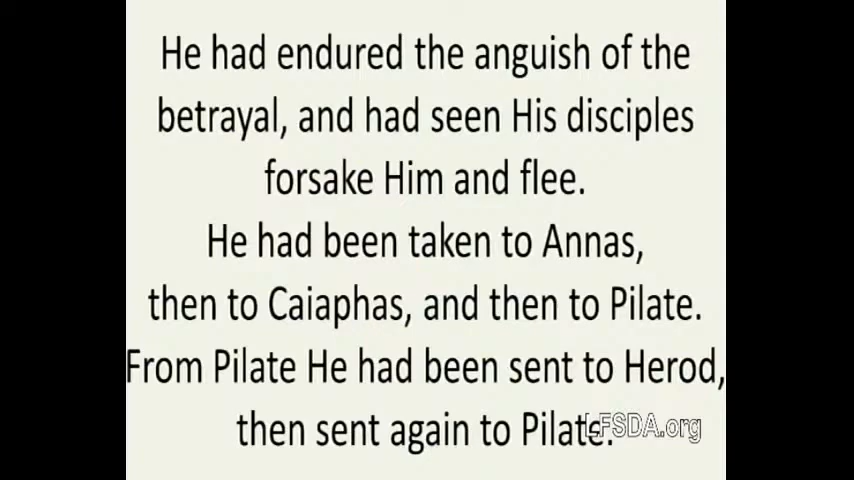 He had endured the anguish of the
betrayal, and had seen His disciples
forsake Him and flee.
He had been taken to Annas,
then to Caiaphas, and then to Pilate.
From Pilate He had been sent to Herod,
then sent again to Pilate.
LFSDA.org